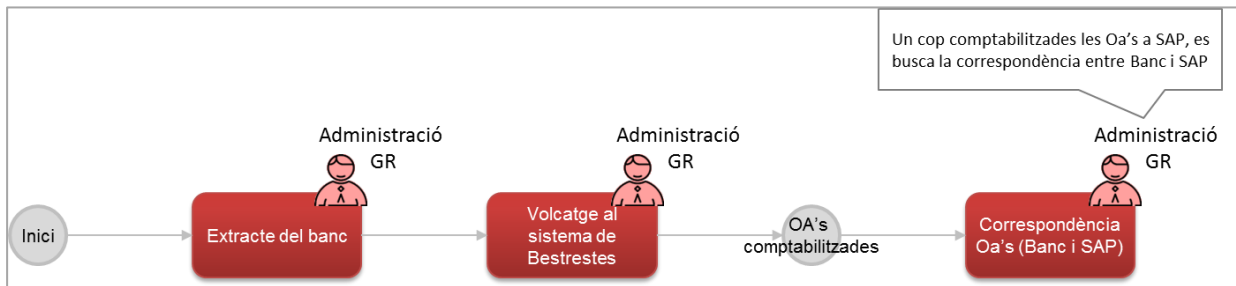 Un cop comptabilitzades les Oa's a SAP, es
busca la correspondència entre Banc i SAP
Administració
GR
Administració
GR
Administració
GR
Inici
Extracte del banc
Volcatge al
sistema de
Bestrestes
OA's
comptabilitzades
Correspondència
Oa's (Banc i SAP)